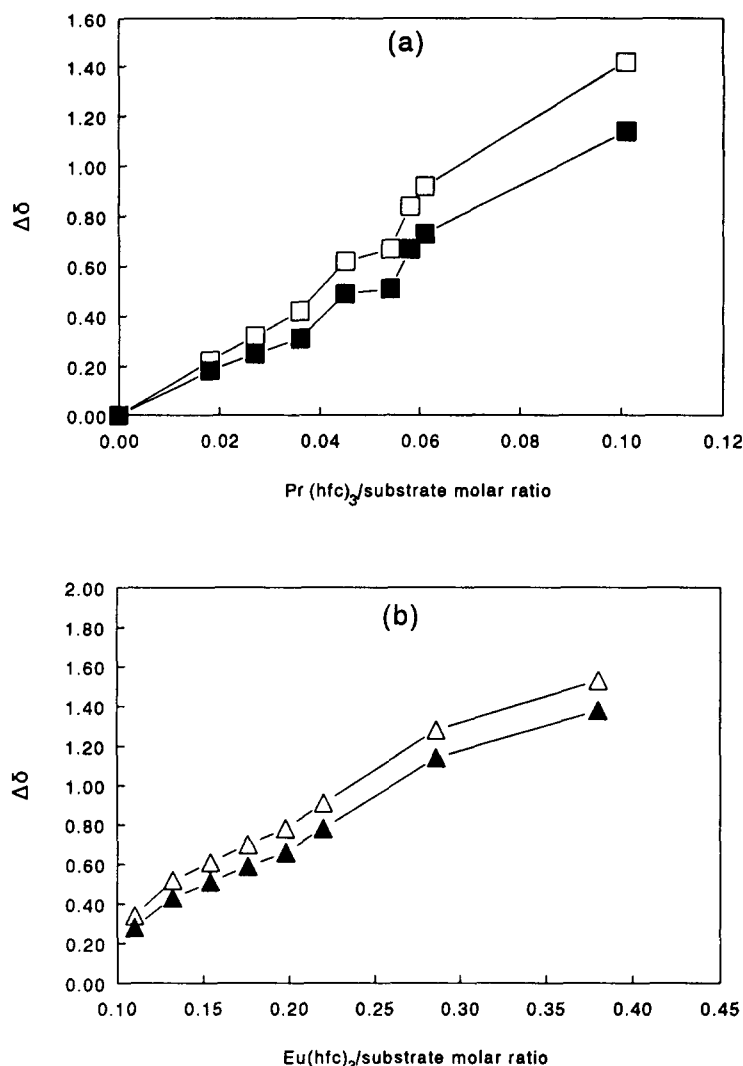 (a)
1.60
1.40
1.20
1.00
0.80
0.60
0.40
0.20
0.00
Δδ
0.00 0.02 0.04 0.06 0.08 0.10 0.12
Pr (hfc)3/substrate molar ratio
(b)
2.00
1.80
1.60
1.40
1.20
1.00
0.80
0.60
0.40
0.20
0.00
Δδ
0.10 0.15 0.20 0.25 0.30 0.35 0.40 0.45
Eu(hfc)3/substrate molar ratio